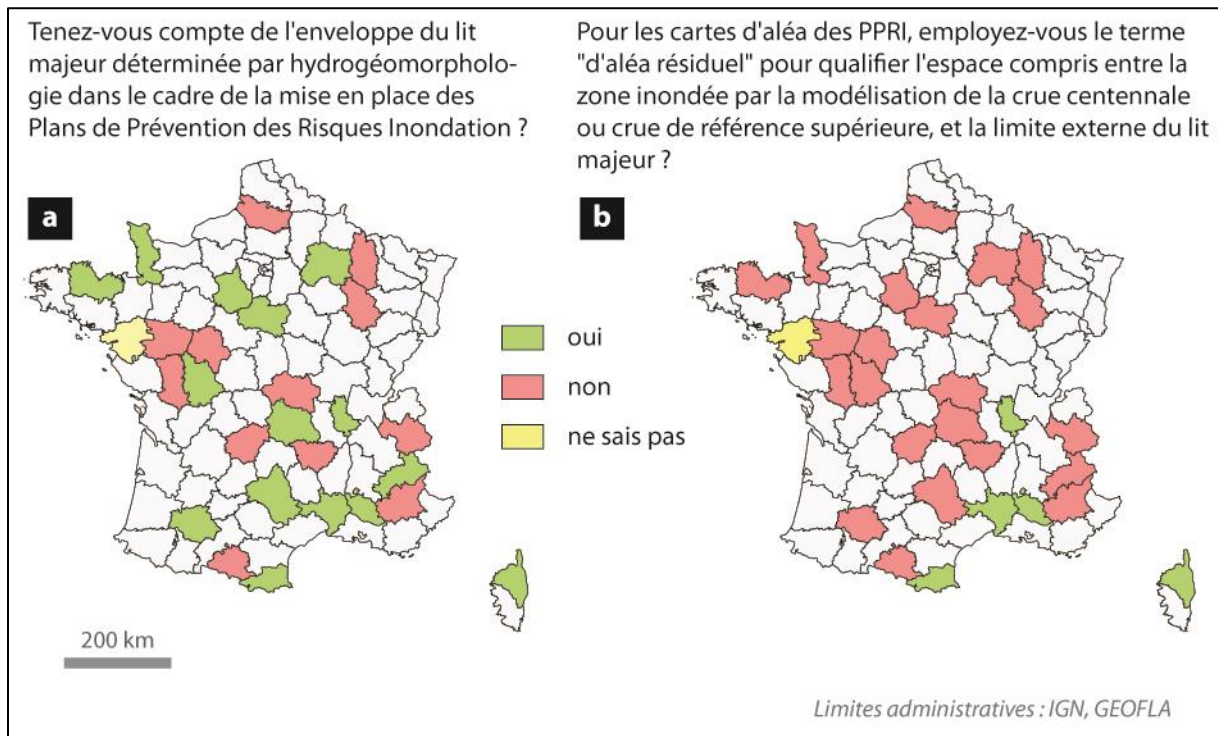 Tenez-vous compte de l'enveloppe du lit
majeur déterminée par hydrogéomorpholo-
gie dans le cadre de la mise en place des
Plans de Prévention des Risques Inondation ?
Pour les cartes d'aléa des PPRI, employez-vous le terme
"d'aléa résiduel" pour qualifier l'espace compris entre la
zone inondée par la modélisation de la crue centennale
ou crue de référence supérieure, et la limite externe du lit
majeur ?
a
b
oui
non
ne sais pas
200 km
Limites administratives : IGN, GEOFLA